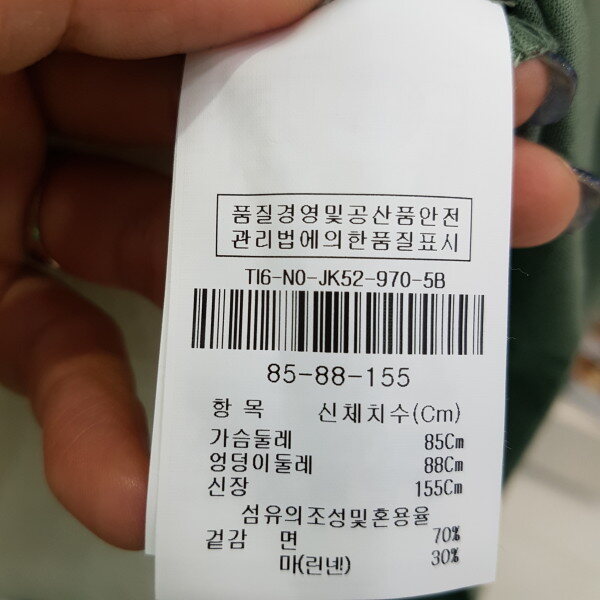 품질경영및공산품안전
관리법에의한품질표시
TI6-NO-JK52-970-5B
85-88-155
항 목 신체치수(Cm)
가슴둘레 85Cm
엉덩이둘레 88Cm
신장 155Cm
섬유의조성및혼용율
겉감 면 70%
마(린넨) 30%